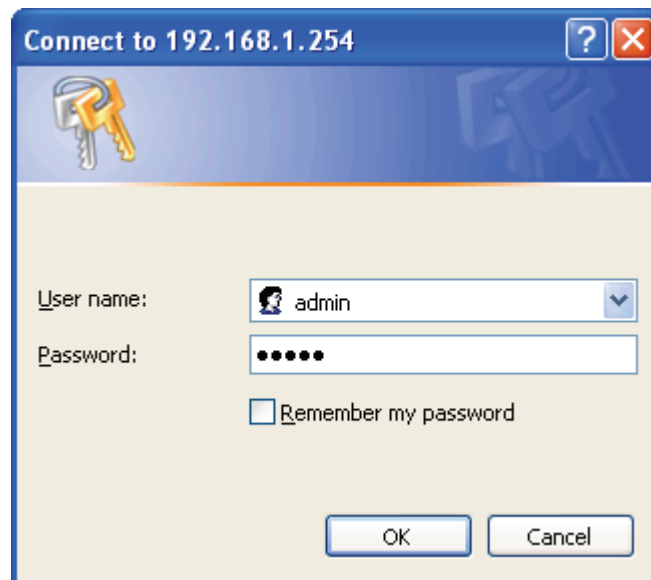 Connect to 192.168.1.254
User name:
admin
Password:
•••••
Remember my password
OK
Cancel